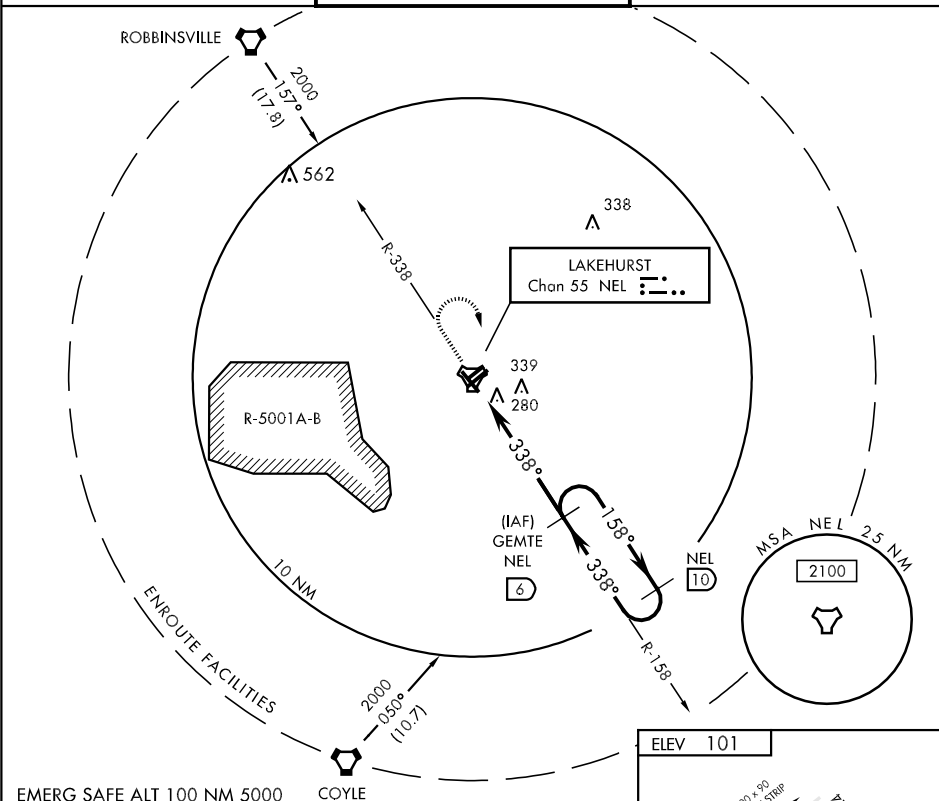 ROBBINSVILLE
2000
157°
(17.8)
562
338
R-338
LAKEHURST
Chan 55 NEL
339
280
R-5001A-B
338°
(IAF)
GEMTE
NEL
6
158°
338°
NEL
10
R-158
10 NM
ENROUTE FACILITIES
MSA NEL 25 NM
2100
2000
050°
(10.7)
COYLE
EMERG SAFE ALT 100 NM 5000
ELEV 101
STRIP